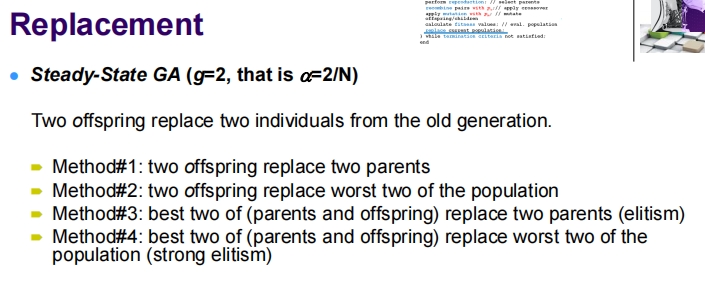 Replacement
perform reproduction: // select parents
recombine pairs with pc;// apply crossover
apply mutation with pm; // mutate
offspring/children
calculate fitness values: // eval. population
replace current population;
} while termination criteria not satisfied;
end
Steady-State GA (g=2, that is α=2/N)
Two offspring replace two individuals from the old generation.
Method#1: two offspring replace two parents
Method#2: two offspring replace worst two of the population
Method#3: best two of (parents and offspring) replace two parents (elitism)
Method#4: best two of (parents and offspring) replace worst two of the
population (strong elitism)